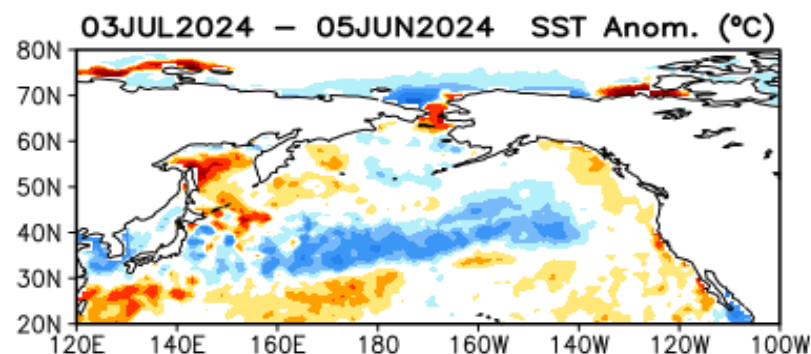 03JUL2024 – 05JUN2024 SST Anom. (°C)
80N
70N
60N
50N
40N
30N
20N
120E 140E 160E 180 160W 140W 120W 100W